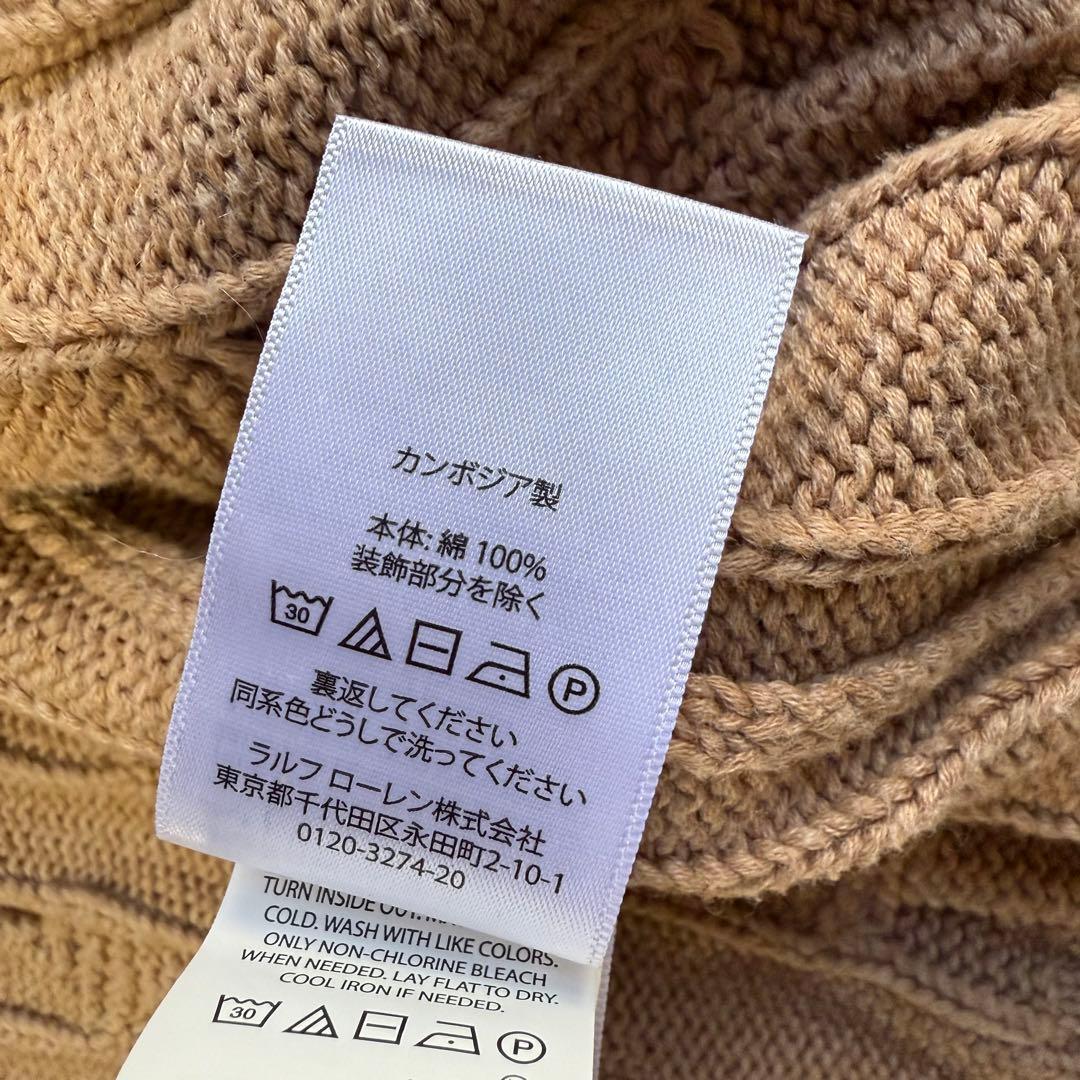 カンボジア製
本体: 綿 100%
装飾部分を除く
30 P
裏返してください
同系色どうしで洗ってください
ラルフ ローレン株式会社
東京都千代田区永田町2-10-1
0120-3274-20
TURN INSIDE OUT.
COLD. WASH WITH LIKE COLORS.
ONLY NON-CHLORINE BLEACH
WHEN NEEDED. LAY FLAT TO DRY.
COOL IRON IF NEEDED.
30 P